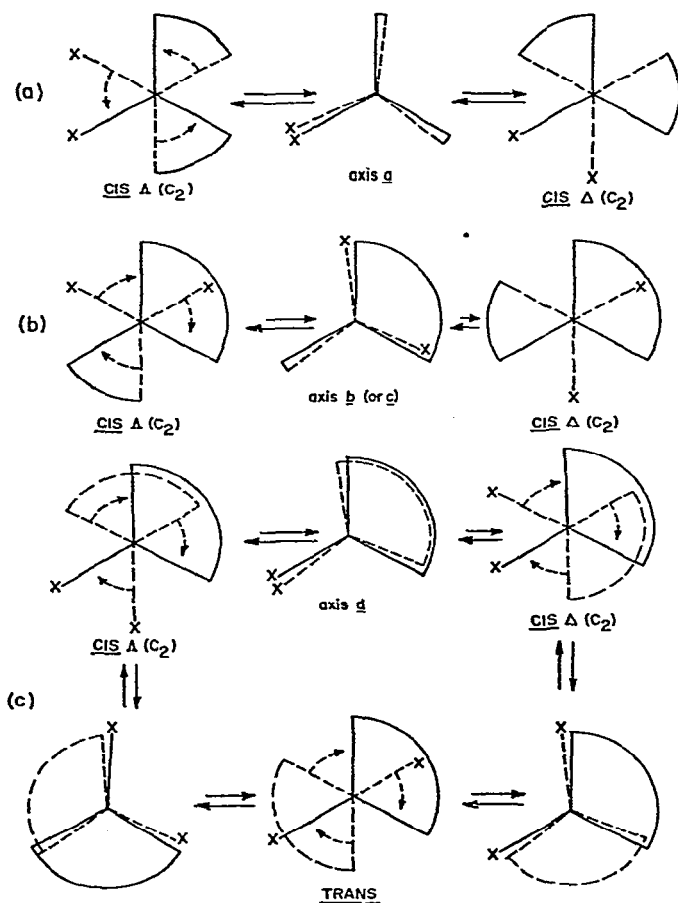 X
(a)
X
CIS Λ (C2)
X
X
axis a
X
X
CIS Δ (C2)
(b)
X
X
CIS Λ (C2)
X
X
axis b (or c)
X
X
CIS Δ (C2)
X
X
CIS Λ (C2)
X
X
axis d
X
X
CIS Δ (C2)
(c)
X
X
X
X
TRANS
X
X